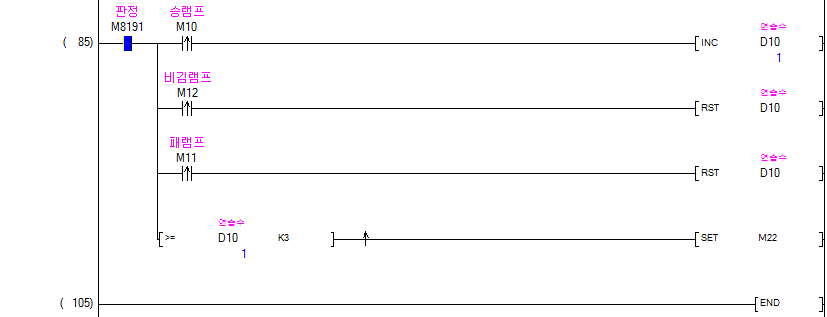 판정 승램프
M8191 M10 연승수
( 85) INC D10
1
비김램프
M12 연승수
RST D10
패램프
M11 연승수
RST D10
연승수
>= D10 K3 SET M22
1
( 105) END